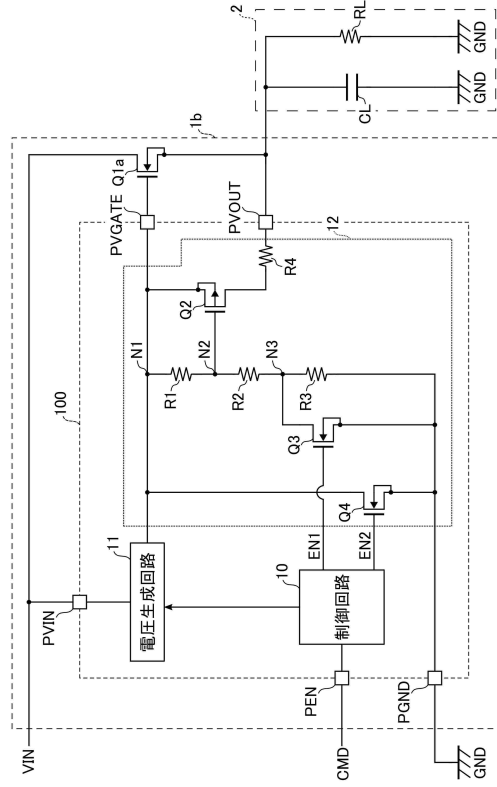 VIN
PVIN
100
11
電圧生成回路
10
制御回路
PEN
CMD
PGND
GND
EN1
EN2
N1
R1
N2
R2
N3
R3
Q3
Q4
Q2
R4
12
PVGATE
PVOUT
Q1a
1b
2
RL
CL
GND
GND